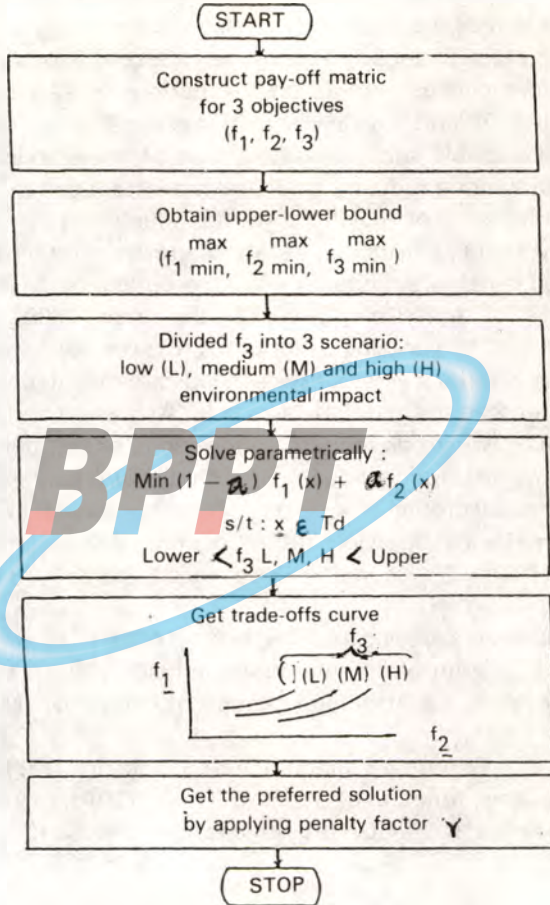 START
Construct pay-off matric
for 3 objectives
(f₁, f₂, f₃)
Obtain upper-lower bound
max max max
(f₁ min, f₂ min, f₃ min )
Divided f₃ into 3 scenario:
low (L), medium (M) and high (H)
environmental impact
Solve parametrically :
Min (1 – a) f₁ (x) + a f₂ (x)
s/t : x ε Td
Lower < f₃ L, M, H < Upper
BPPT
Get trade-offs curve
f₃
f₁ (L) (M) (H)
f₂
Get the preferred solution
by applying penalty factor γ
STOP